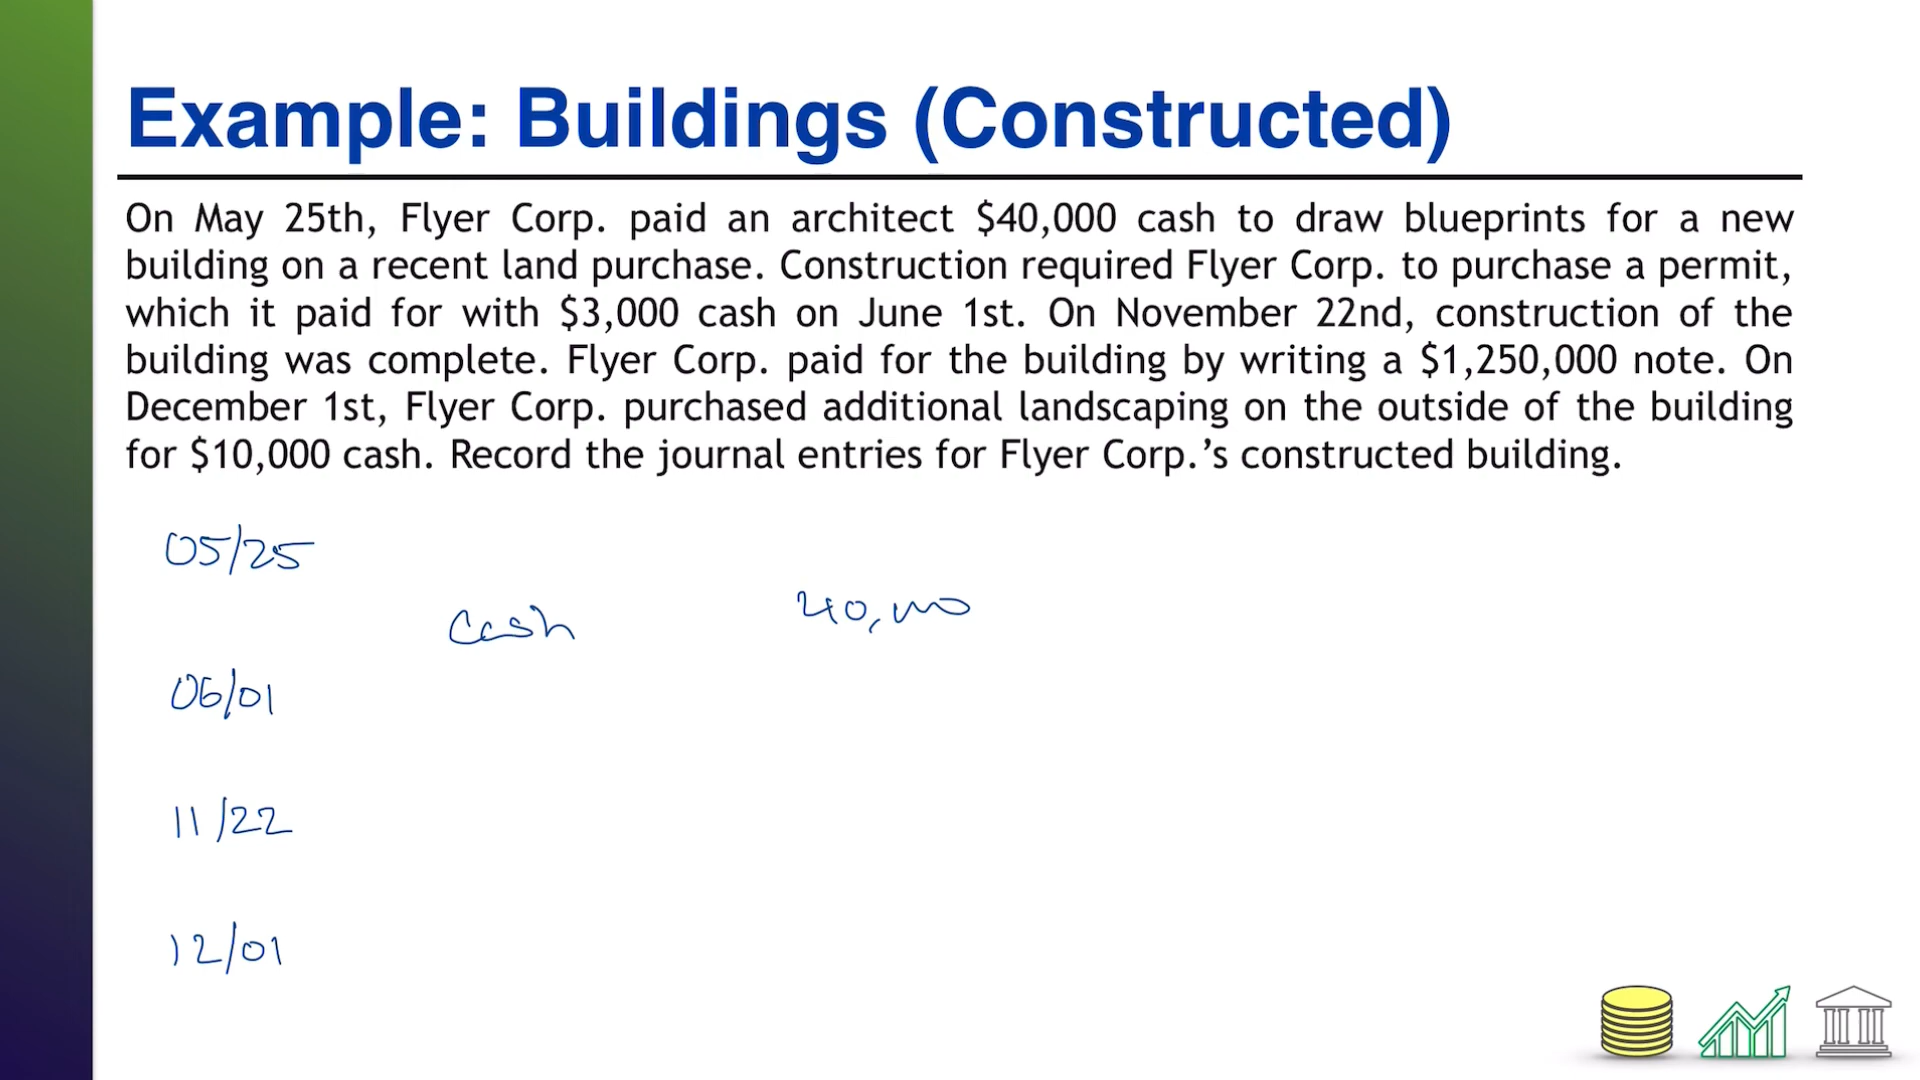 Example: Buildings (Constructed)
On May 25th, Flyer Corp. paid an architect $40,000 cash to draw blueprints for a new
building on a recent land purchase. Construction required Flyer Corp. to purchase a permit,
which it paid for with $3,000 cash on June 1st. On November 22nd, construction of the
building was complete. Flyer Corp. paid for the building by writing a $1,250,000 note. On
December 1st, Flyer Corp. purchased additional landscaping on the outside of the building
for $10,000 cash. Record the journal entries for Flyer Corp.’s constructed building.
05/25
Cash 40,000
06/01
11/22
12/01